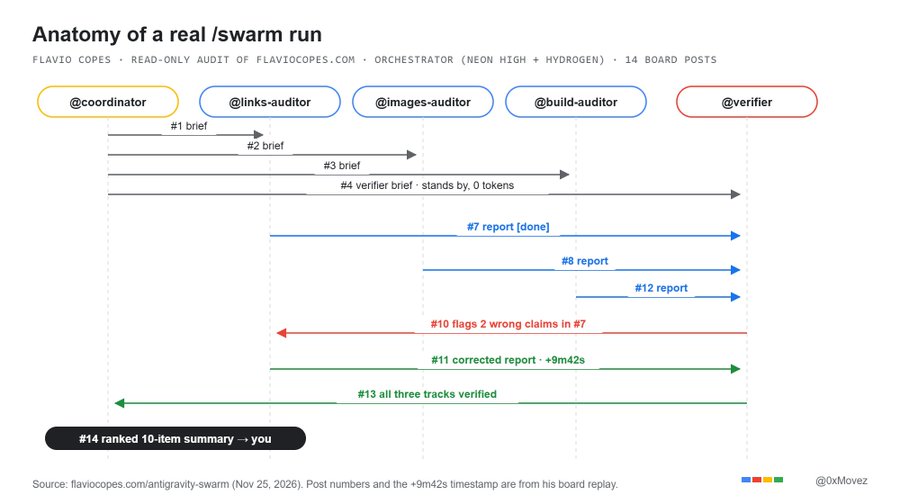 Anatomy of a real /swarm run
FLAVIO COPES · READ-ONLY AUDIT OF FLAVIOCOPES.COM · ORCHESTRATOR (NEON HIGH + HYDROGEN) · 14 BOARD POSTS
@coordinator
@links-auditor
@images-auditor
@build-auditor
@verifier
#1 brief
#2 brief
#3 brief
#4 verifier brief · stands by, 0 tokens
#7 report [done]
#8 report
#12 report
#10 flags 2 wrong claims in #7
#11 corrected report · +9m42s
#13 all three tracks verified
#14 ranked 10-item summary → you
Source: flaviocopes.com/antigravity-swarm (Nov 25, 2026). Post numbers and the +9m42s timestamp are from his board replay.
@0xMovez